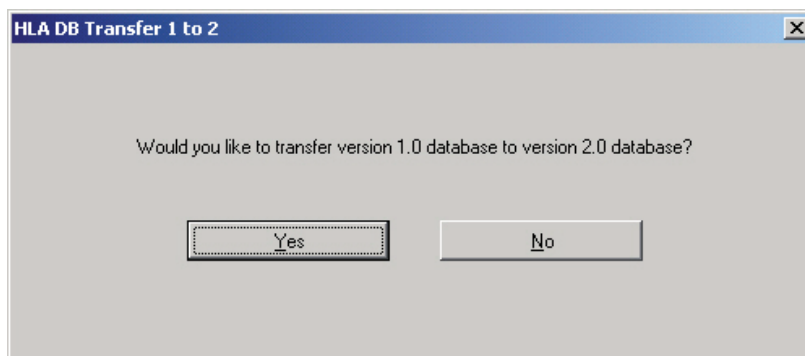 HLA DB Transfer 1 to 2
Would you like to transfer version 1.0 database to version 2.0 database?
Yes
No